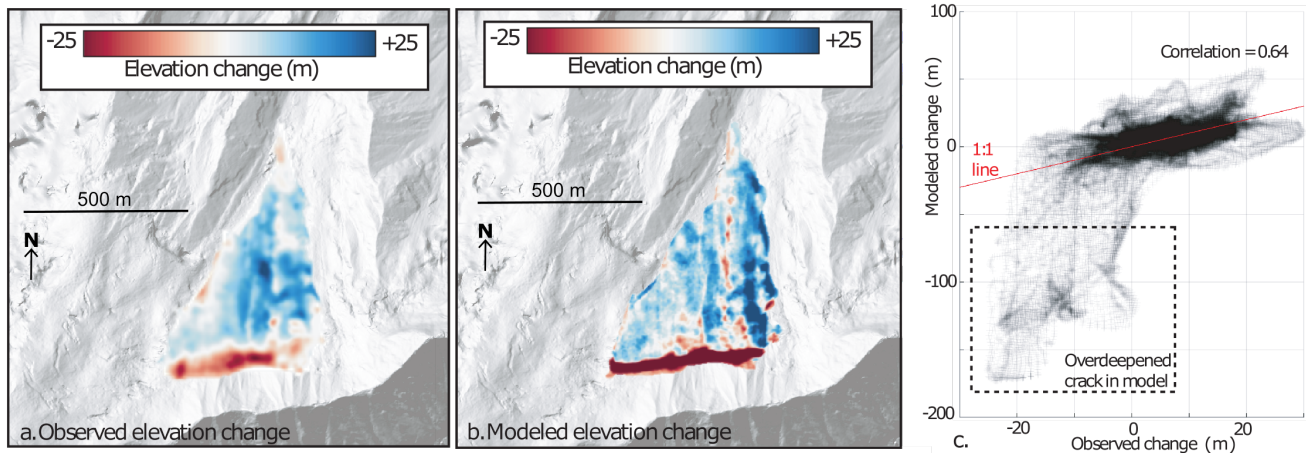 -25
+25
Elevation change (m)
500 m
N
a. Observed elevation change
-25
+25
Elevation change (m)
500 m
N
b. Modeled elevation change
100
0
-100
-200
Modeled change (m)
Correlation = 0.64
1:1
line
Overdeepened
crack in model
-20
0
20
Observed change (m)
C.